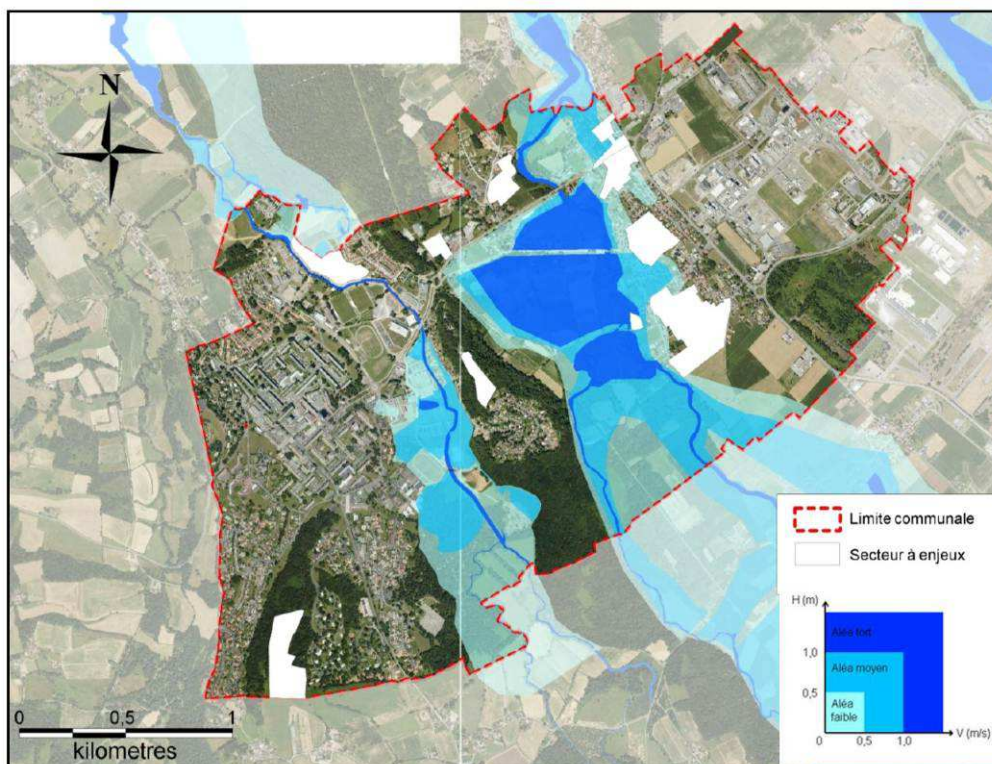 N
0 0,5 1
kilometres
Limite communale
Secteur à enjeux
H (m)
Aléa fort
1,0
Aléa moyen
0,5
Aléa
faible
0 0,5 1,0 V (m/s)